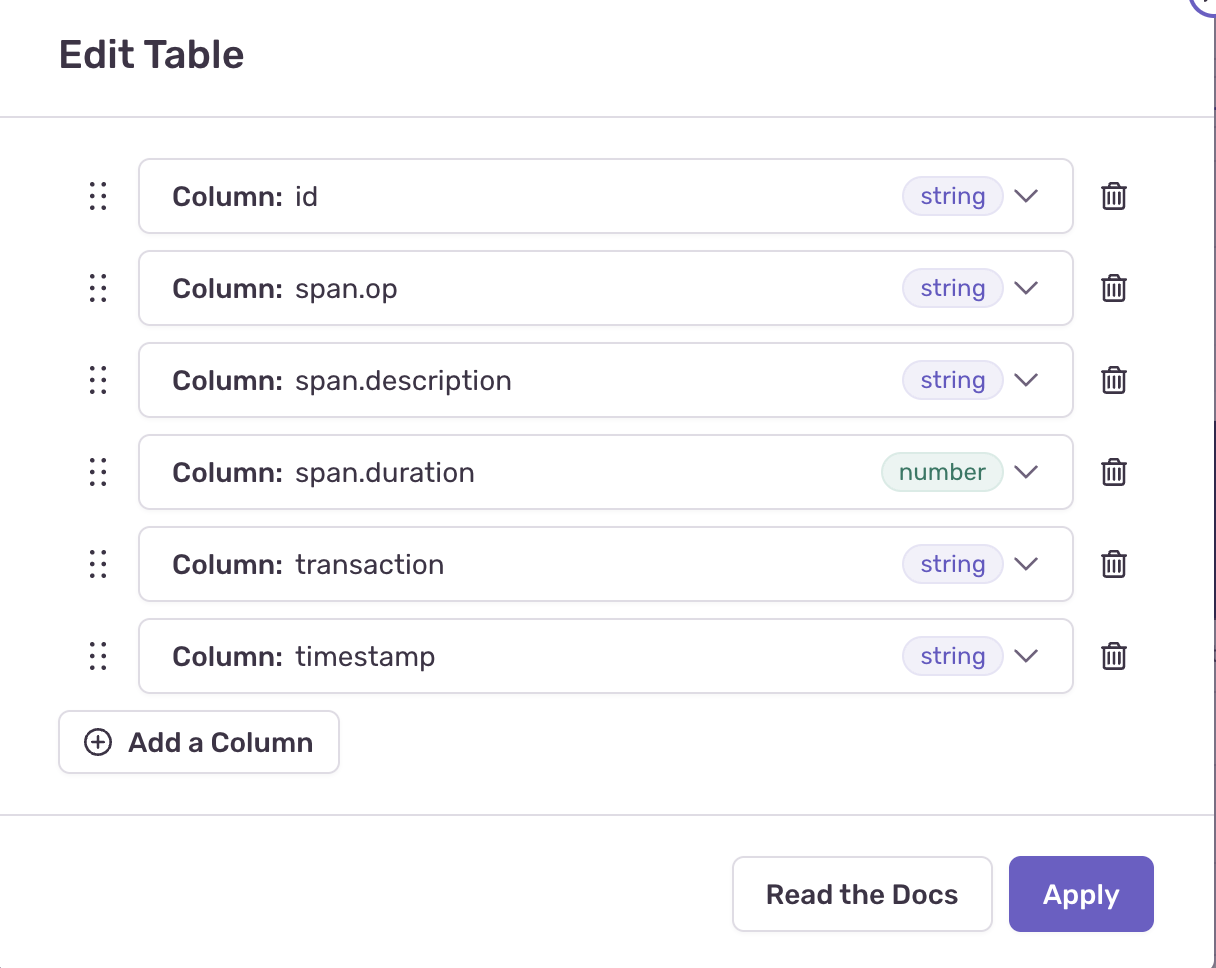 Edit Table
Column: id string
Column: span.op string
Column: span.description string
Column: span.duration number
Column: transaction string
Column: timestamp string
Add a Column
Read the Docs Apply